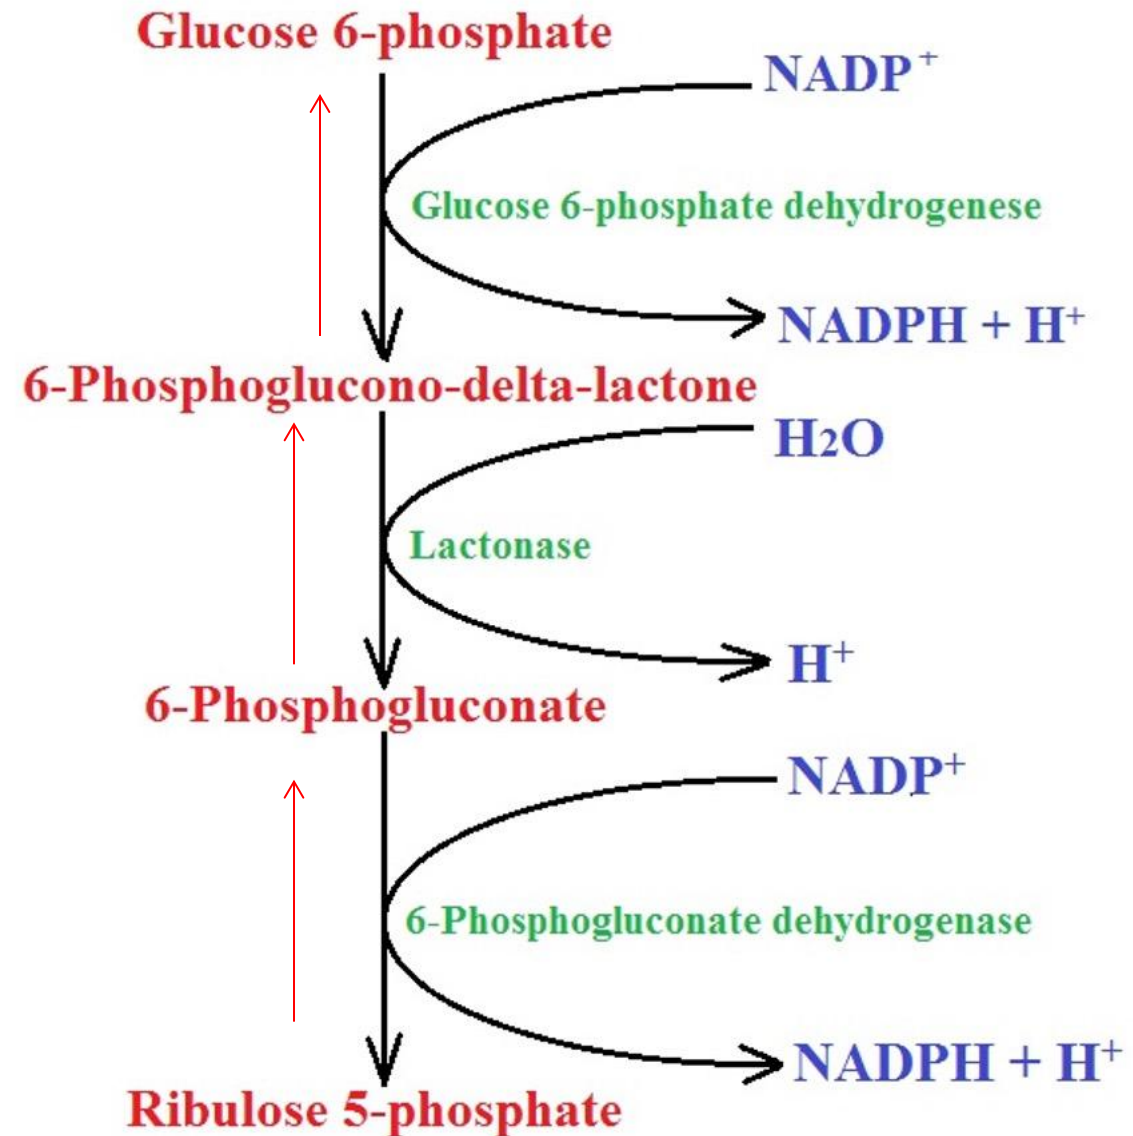 Glucose 6-phosphate
NADP⁺
Glucose 6-phosphate dehydrogenese
NADPH + H⁺
6-Phosphoglucono-delta-lactone
H2O
Lactonase
H⁺
6-Phosphogluconate
NADP⁺
6-Phosphogluconate dehydrogenase
NADPH + H⁺
Ribulose 5-phosphate